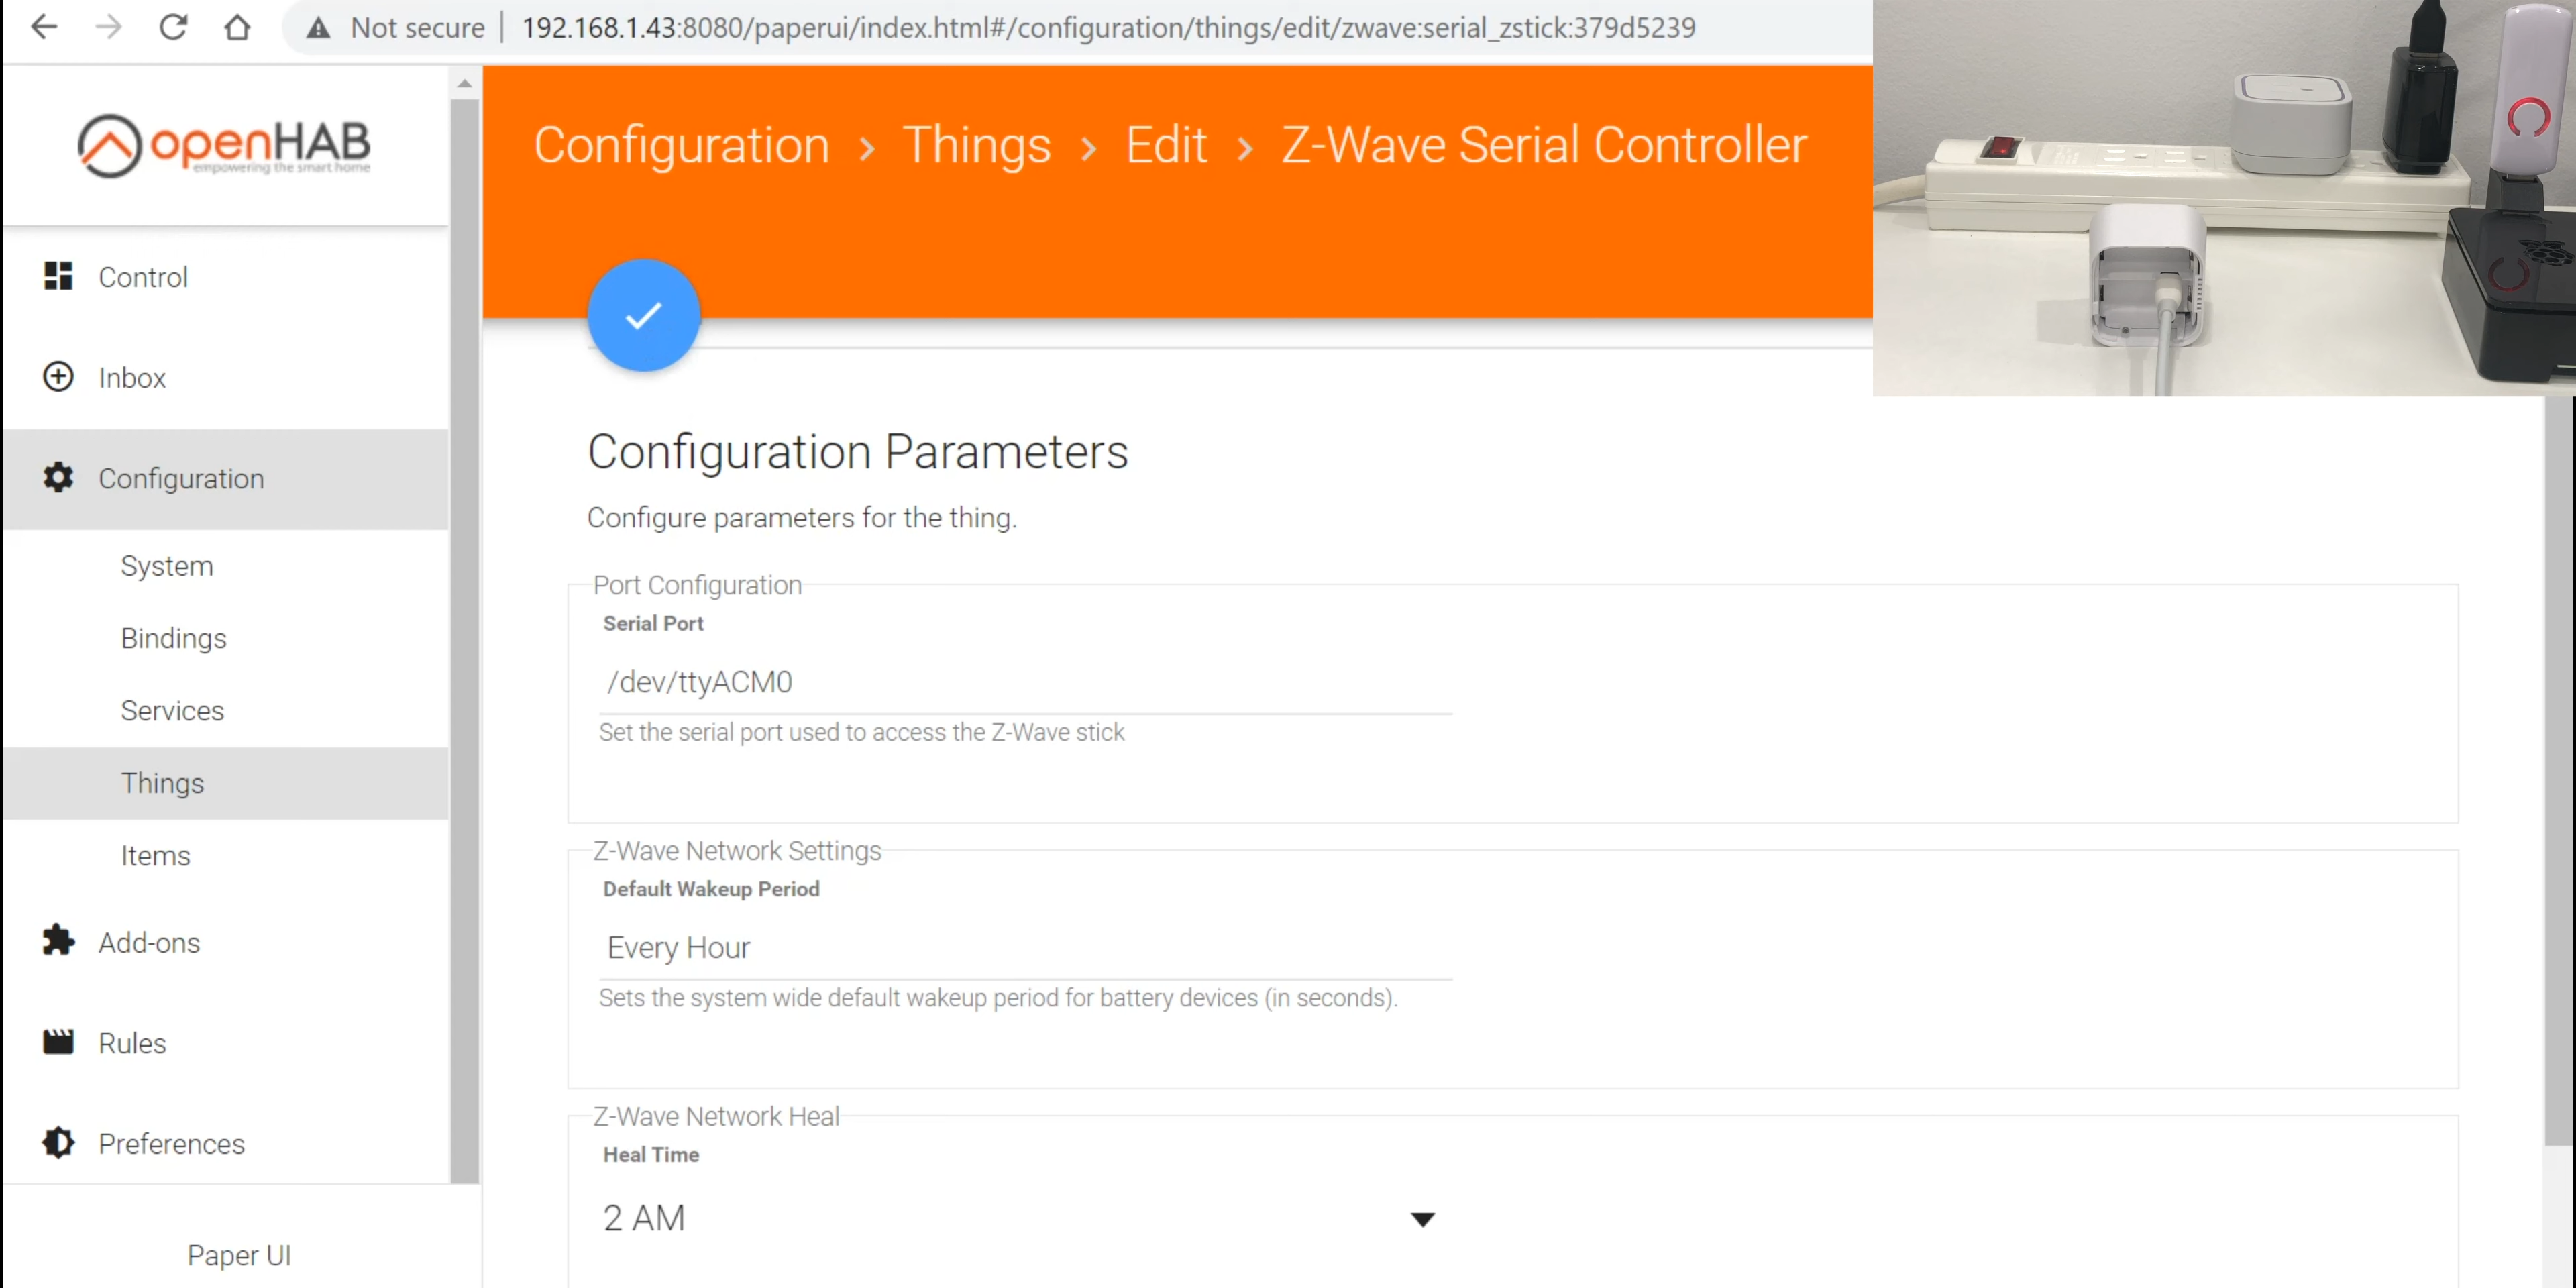 Not secure
192.168.1.43:8080/paperui/index.html#/configuration/things/edit/zwave:serial_zstick:379d5239
openHAB
empowering the smart home
Control
Inbox
Configuration
System
Bindings
Services
Things
Items
Add-ons
Rules
Preferences
Paper UI
Configuration > Things > Edit > Z-Wave Serial Controller
Configuration Parameters
Configure parameters for the thing.
Port Configuration
Serial Port
/dev/ttyACM0
Set the serial port used to access the Z-Wave stick
Z-Wave Network Settings
Default Wakeup Period
Every Hour
Sets the system wide default wakeup period for battery devices (in seconds).
Z-Wave Network Heal
Heal Time
2 AM